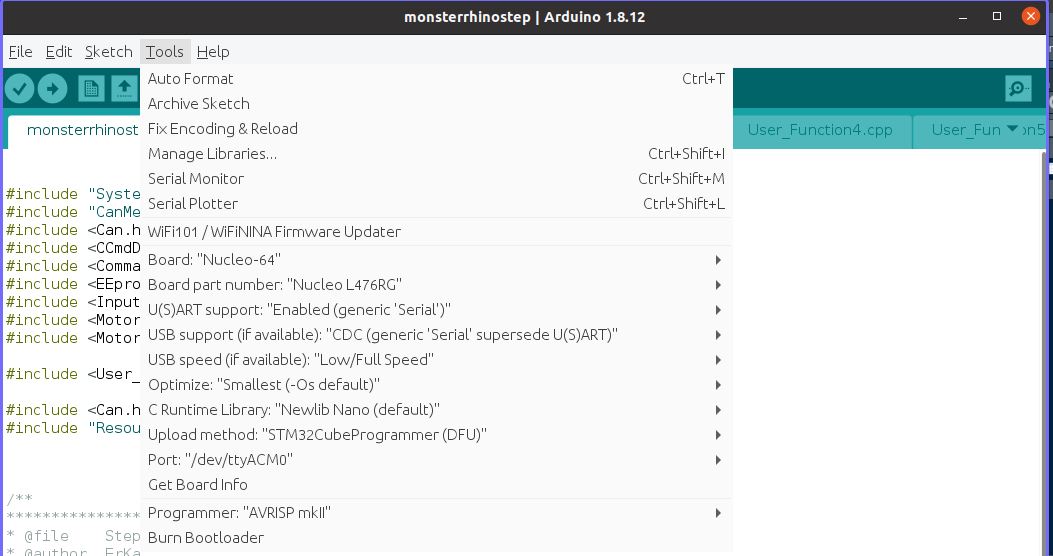 monsterrhinostep | Arduino 1.8.12
File Edit Sketch Tools Help
monsterrhinost User_Function4.cpp User_Fun n5
Auto Format Ctrl+T
Archive Sketch
Fix Encoding & Reload
Manage Libraries... Ctrl+Shift+I
Serial Monitor Ctrl+Shift+M
Serial Plotter Ctrl+Shift+L
WiFi101 / WiFiNINA Firmware Updater
Board: "Nucleo-64"
Board part number: "Nucleo L476RG"
U(S)ART support: "Enabled (generic 'Serial')"
USB support (if available): "CDC (generic 'Serial' supersede U(S)ART)"
USB speed (if available): "Low/Full Speed"
Optimize: "Smallest (-Os default)"
C Runtime Library: "Newlib Nano (default)"
Upload method: "STM32CubeProgrammer (DFU)"
Port: "/dev/ttyACM0"
Get Board Info
Programmer: "AVRISP mkII"
Burn Bootloader
#include "Syste
#include "CanMe
#include <Can.h
#include <CCmdD
#include <Comma
#include <EEpro
#include <Input
#include <Motor
#include <Motor
#include <User_
#include <Can.h
#include "Resou
/**
***************
* @file Step
* @author ErKa